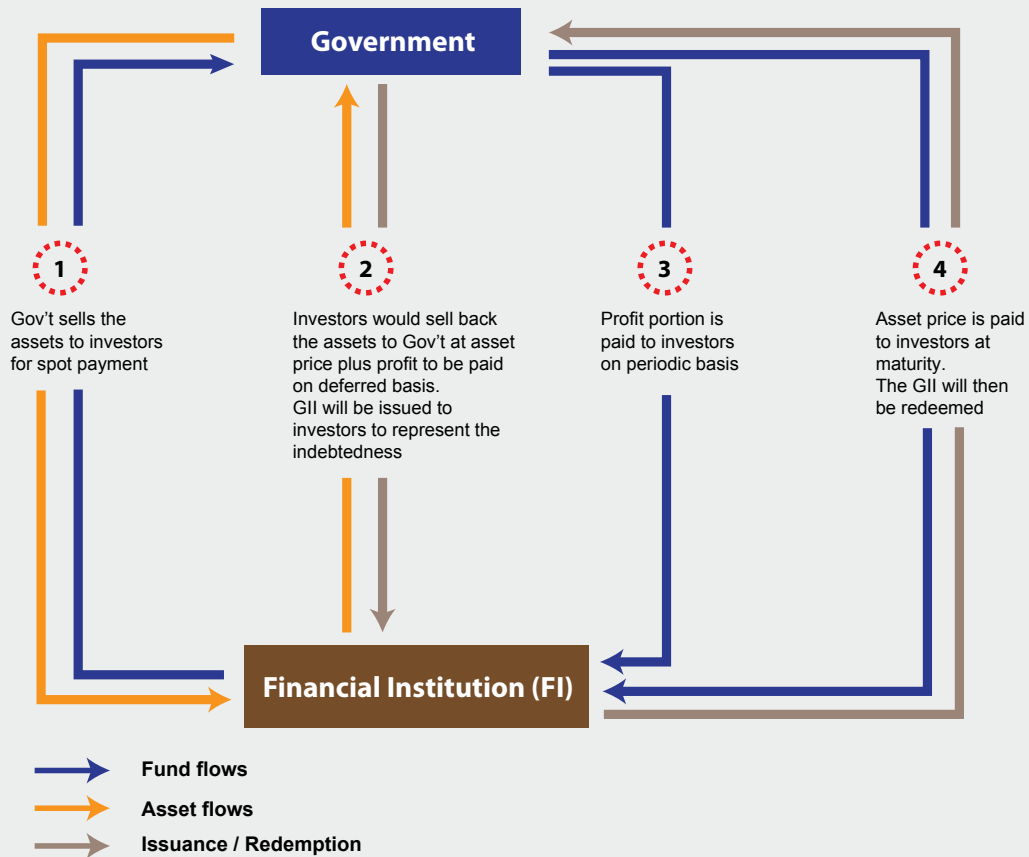 Government
1
Gov't sells the
assets to investors
for spot payment
2
Investors would sell back
the assets to Gov't at asset
price plus profit to be paid
on deferred basis.
GII will be issued to
investors to represent the
indebtedness
3
Profit portion is
paid to investors
on periodic basis
4
Asset price is paid
to investors at
maturity.
The GII will then
be redeemed
Financial Institution (FI)
Fund flows
Asset flows
Issuance / Redemption